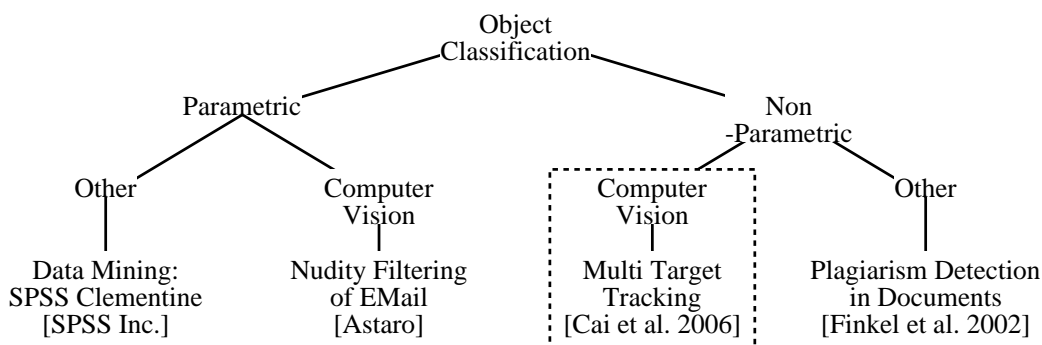 Object
Classification
Parametric
Non
-Parametric
Other
Computer
Vision
Computer
Vision
Other
Data Mining:
SPSS Clementine
[SPSS Inc.]
Nudity Filtering
of EMail
[Astaro]
Multi Target
Tracking
[Cai et al. 2006]
Plagiarism Detection
in Documents
[Finkel et al. 2002]